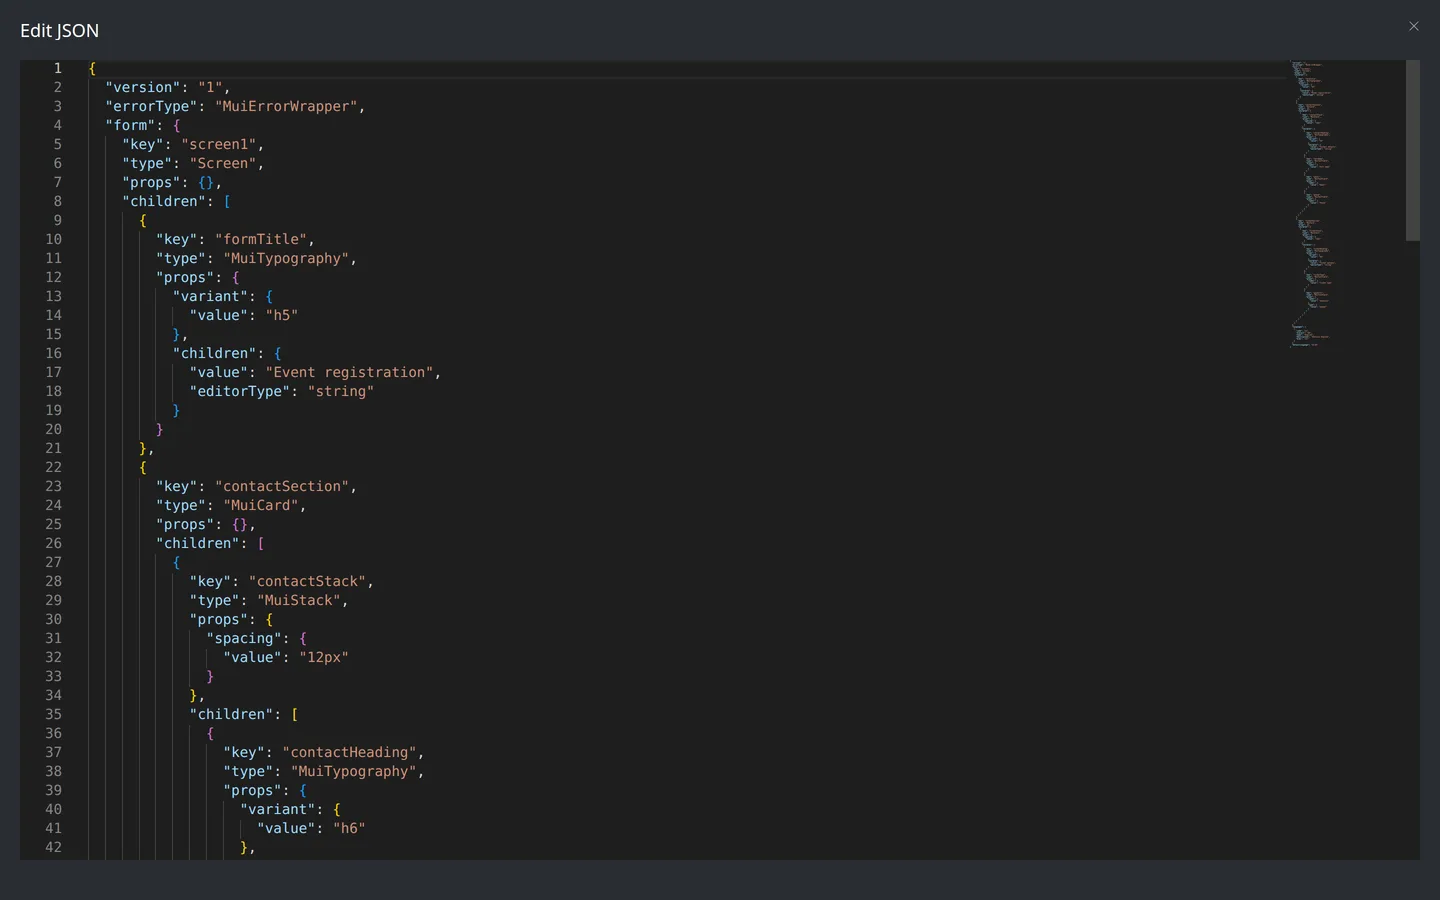 Edit JSON
1 {
2 "version": "1",
3 "errorType": "MuiErrorWrapper",
4 "form": {
5 "key": "screen1",
6 "type": "Screen",
7 "props": {},
8 "children": [
9 {
10 "key": "formTitle",
11 "type": "MuiTypography",
12 "props": {
13 "variant": {
14 "value": "h5"
15 },
16 "children": {
17 "value": "Event registration",
18 "editorType": "string"
19 }
20 }
21 },
22 {
23 "key": "contactSection",
24 "type": "MuiCard",
25 "props": {},
26 "children": [
27 {
28 "key": "contactStack",
29 "type": "MuiStack",
30 "props": {
31 "spacing": {
32 "value": "12px"
33 }
34 },
35 "children": [
36 {
37 "key": "contactHeading",
38 "type": "MuiTypography",
39 "props": {
40 "variant": {
41 "value": "h6"
42 },